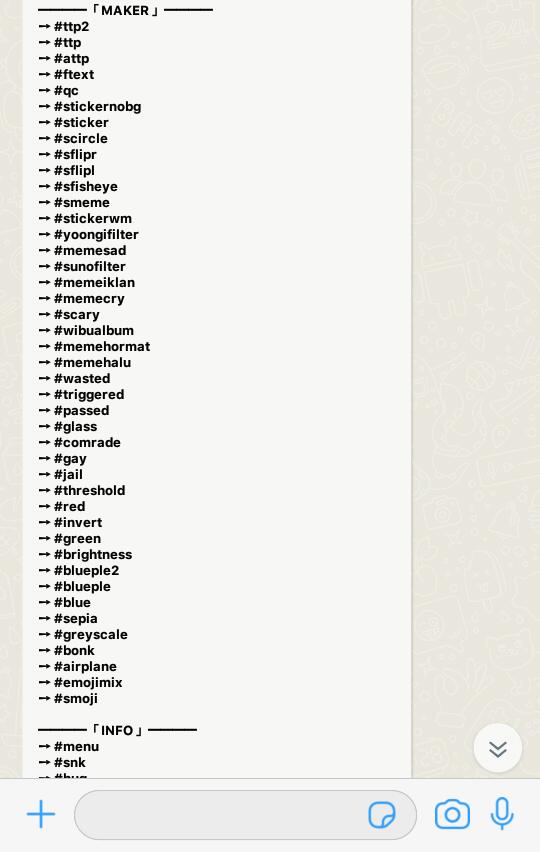 ————「 MAKER 」————
→ #ttp2
→ #ttp
→ #attp
→ #ftext
→ #qc
→ #stickernobg
→ #sticker
→ #scircle
→ #sflipr
→ #sflipl
→ #sfisheye
→ #smeme
→ #stickerwm
→ #yoongifilter
→ #memesad
→ #sunofilter
→ #memeiklan
→ #memecry
→ #scary
→ #wibualbum
→ #memehormat
→ #memehalu
→ #wasted
→ #triggered
→ #passed
→ #glass
→ #comrade
→ #gay
→ #jail
→ #threshold
→ #red
→ #invert
→ #green
→ #brightness
→ #blueple2
→ #blueple
→ #blue
→ #sepia
→ #greyscale
→ #bonk
→ #airplane
→ #emojimix
→ #smoji
————「 INFO 」————
→ #menu
→ #snk